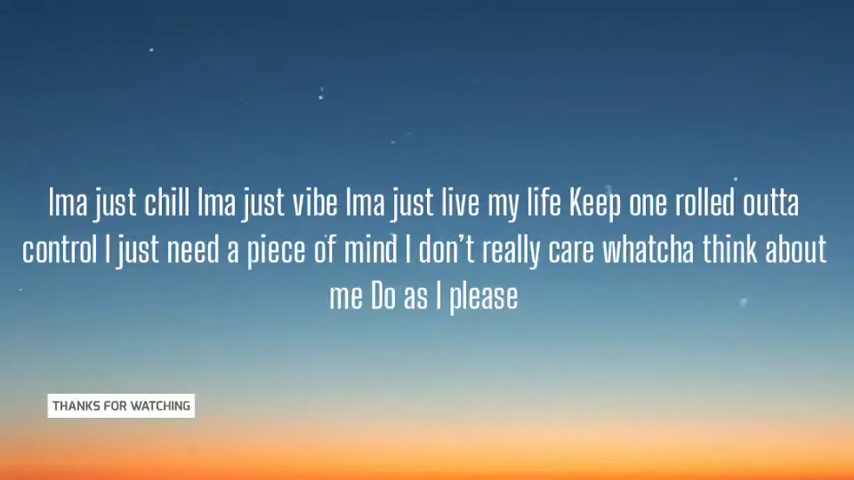 Ima just chill Ima just vibe Ima just live my life Keep one rolled outta
control I just need a piece of mind I don’t really care whatcha think about
me Do as I please
THANKS FOR WATCHING